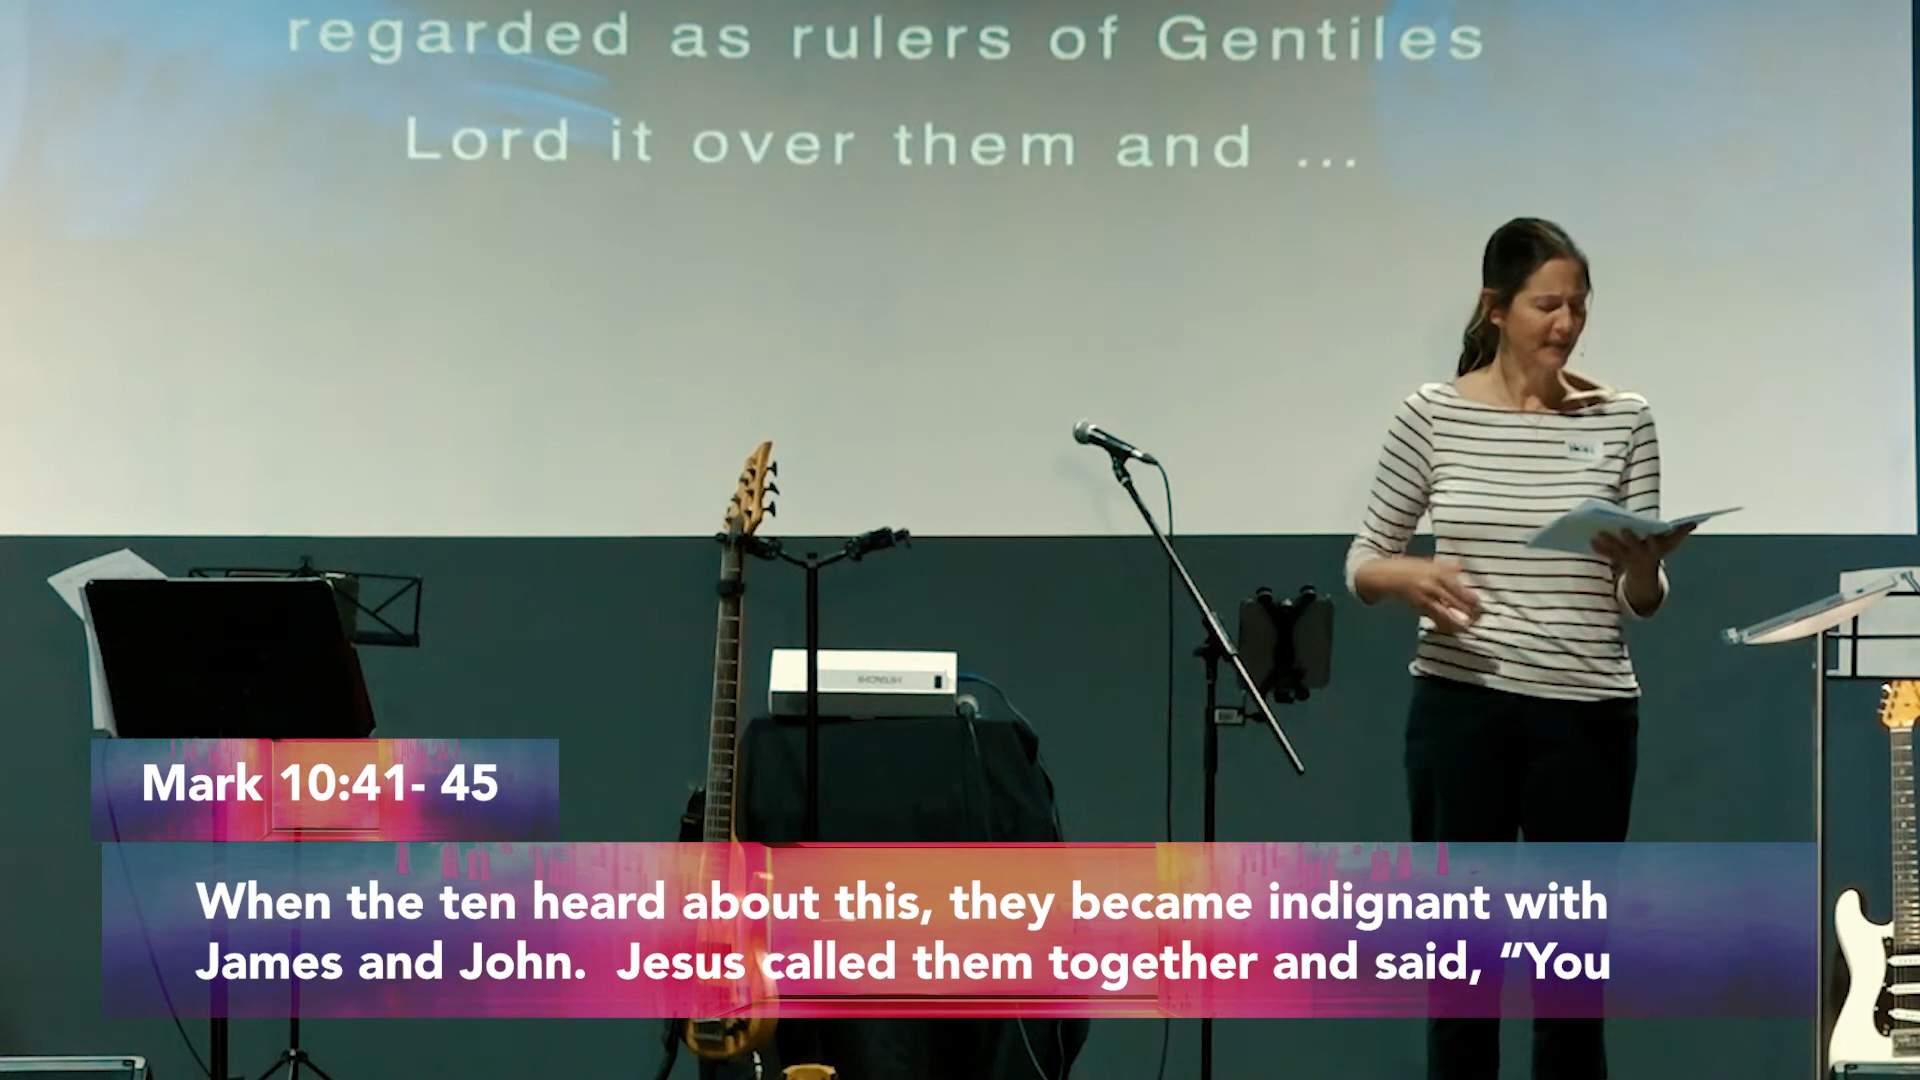 regarded as rulers of Gentiles
Lord it over them and ...
HITACHI
Mark 10:41- 45
When the ten heard about this, they became indignant with
James and John.  Jesus called them together and said, “You